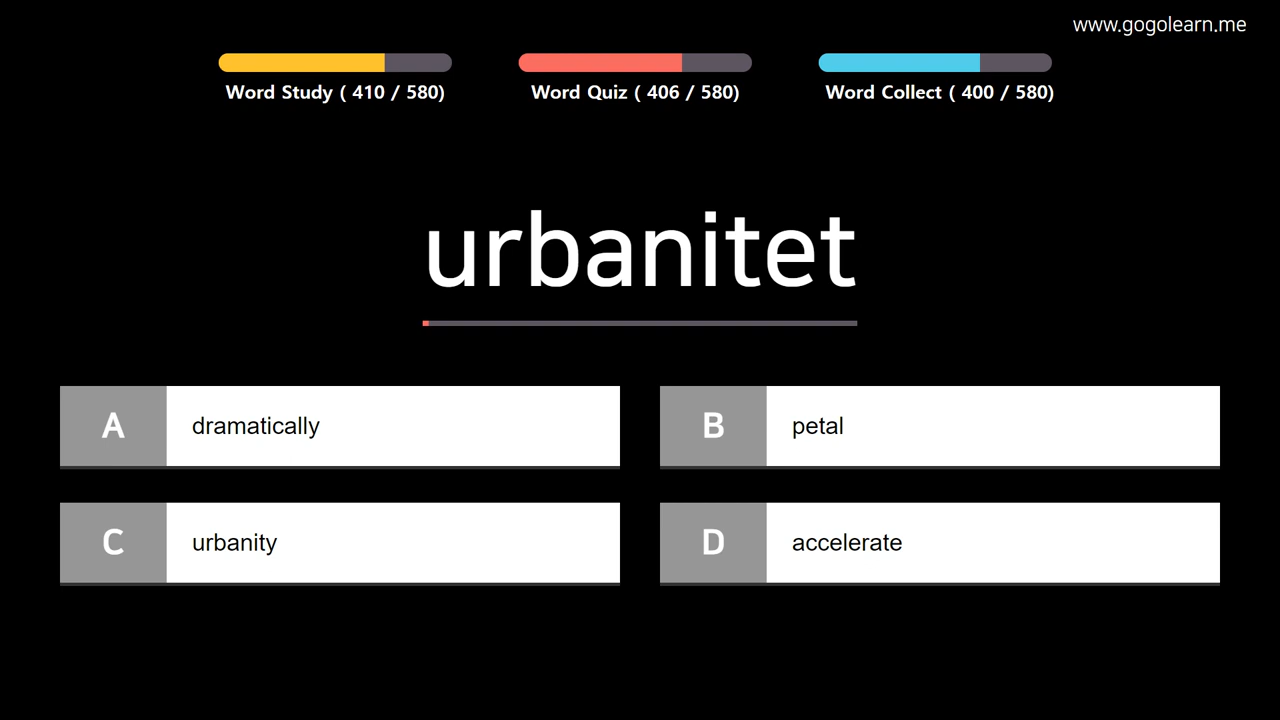 www.gogolearn.me
Word Study ( 410 / 580)
Word Quiz ( 406 / 580)
Word Collect ( 400 / 580)
urbanitet
A dramatically
B petal
C urbanity
D accelerate